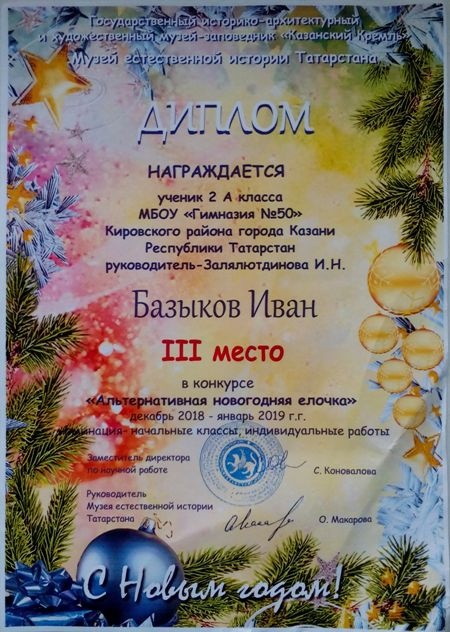 Государственный историко-архитектурный
и художественный музей-заповедник «Казанский Кремль»
Музей естественной истории Татарстана
ДИПЛОМ
НАГРАЖДАЕТСЯ
ученик 2 А класса
МБОУ «Гимназия №50»
Кировского района города Казани
Республики Татарстан
руководитель-Залялютдинова И.Н.
Базыков Иван
III место
в конкурсе
«Альтернативная новогодняя елочка»
декабрь 2018 - январь 2019 г.г.
номинация- начальные классы, индивидуальные работы
Заместитель директора
по научной работе
С. Коновалова
Руководитель
Музея естественной истории
Татарстана
О. Макарова
С Новым годом!